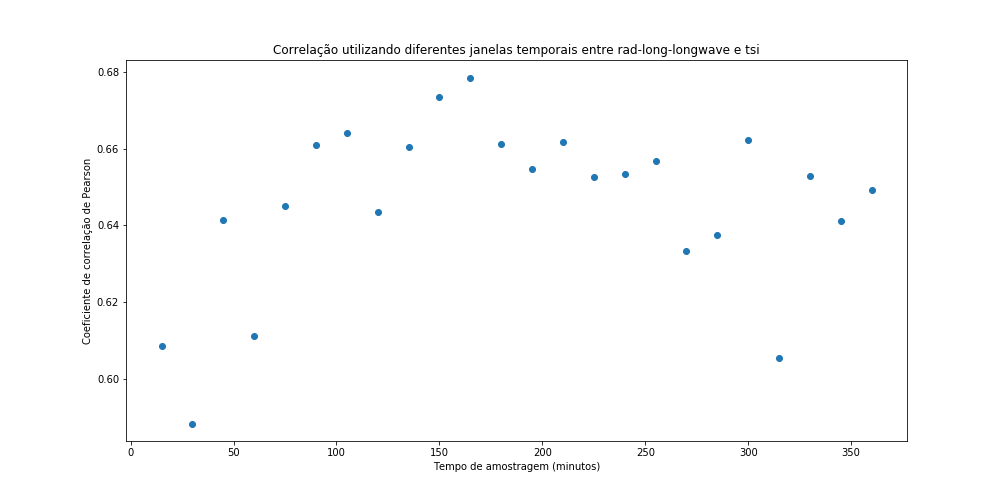 Correlação utilizando diferentes janelas temporais entre rad-long-longwave e tsi
Coeficiente de correlação de Pearson
0.68
0.66
0.64
0.62
0.60
0 50 100 150 200 250 300 350
Tempo de amostragem (minutos)